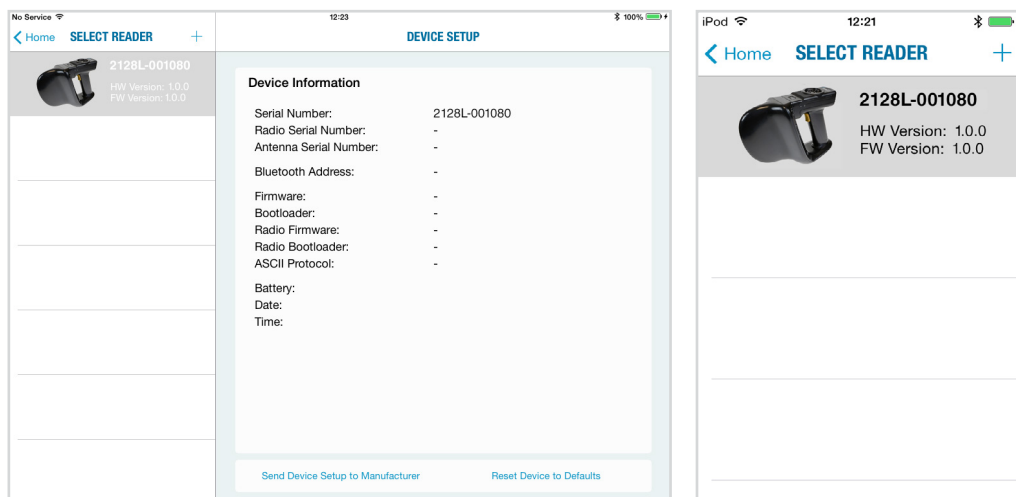 No Service 12:23 100%
Home SELECT READER + DEVICE SETUP
2128L-001080
HW Version: 1.0.0
FW Version: 1.0.0
Device Information
Serial Number: 2128L-001080
Radio Serial Number: -
Antenna Serial Number: -
Bluetooth Address: -
Firmware: -
Bootloader: -
Radio Firmware: -
Radio Bootloader: -
ASCII Protocol: -
Battery:
Date:
Time:
Send Device Setup to Manufacturer Reset Device to Defaults
iPod 12:21
Home SELECT READER +
2128L-001080
HW Version: 1.0.0
FW Version: 1.0.0